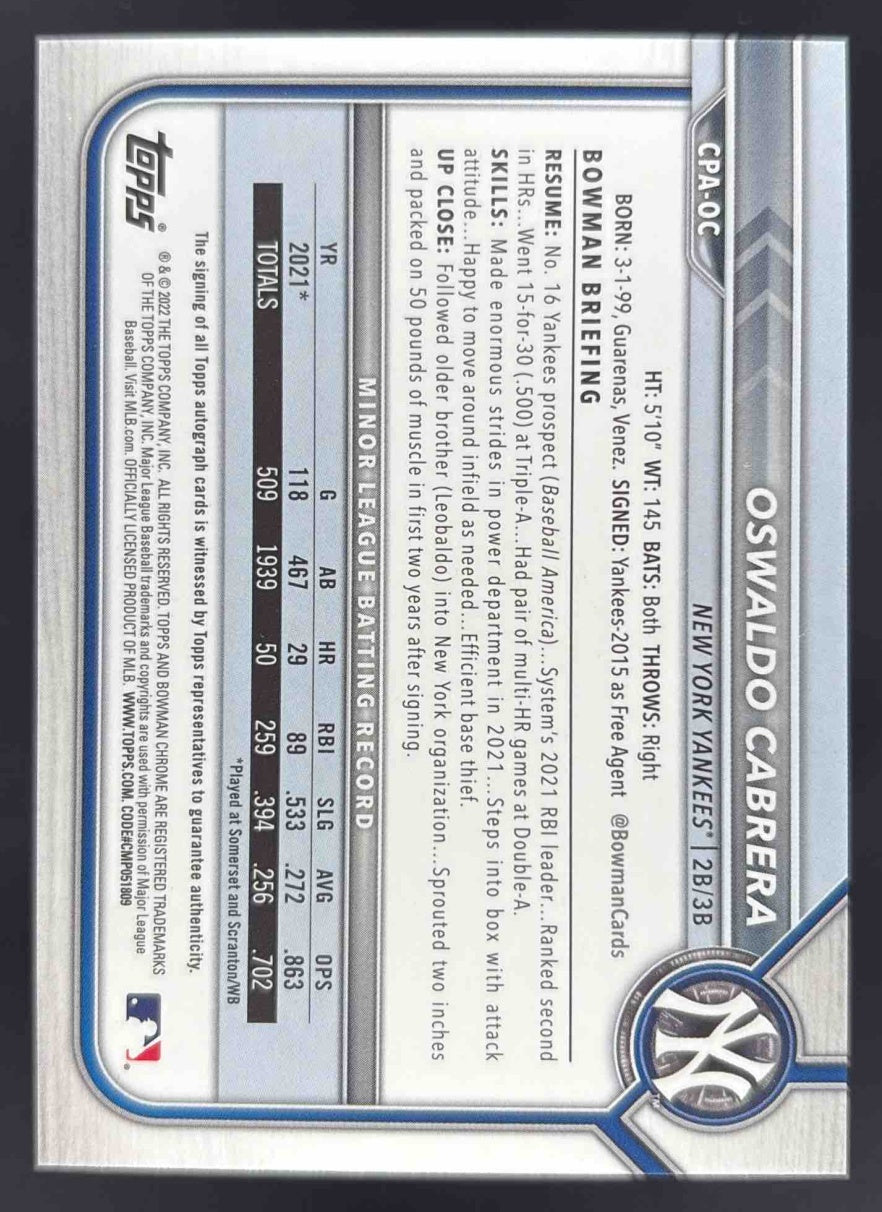 OSWALDO CABRERA
NEW YORK YANKEES® | 2B/3B
CPA-OC
HT: 5'10" WT: 145 BATS: Both THROWS: Right
BORN: 3-1-99, Guarenas, Venez. SIGNED: Yankees-2015 as Free Agent @BowmanCards
BOWMAN BRIEFING
RESUME: No. 16 Yankees prospect (Baseball America)...System's 2021 RBI leader...Ranked second
in HRs...Went 15-for-30 (.500) at Triple-A...Had pair of multi-HR games at Double-A.
SKILLS: Made enormous strides in power department in 2021...Steps into box with attack
attitude...Happy to move around infield as needed...Efficient base thief.
UP CLOSE: Followed older brother (Leobaldo) into New York organization...Sprouted two inches
and packed on 50 pounds of muscle in first two years after signing.
MINOR LEAGUE BATTING RECORD
YR G AB HR RBI SLG AVG OPS
2021* 118 467 29 89 .533 .272 .863
TOTALS 509 1939 50 259 .394 .256 .702
*Played at Somerset and Scranton/WB
The signing of all Topps autograph cards is witnessed by Topps representatives to guarantee authenticity.
topps®
® & © 2022 THE TOPPS COMPANY, INC. ALL RIGHTS RESERVED. TOPPS AND BOWMAN CHROME ARE REGISTERED TRADEMARKS
OF THE TOPPS COMPANY, INC. Major League Baseball trademarks and copyrights are used with permission of Major League
Baseball. Visit MLB.com. OFFICIALLY LICENSED PRODUCT OF MLB. WWW.TOPPS.COM. CODE#CMP051809